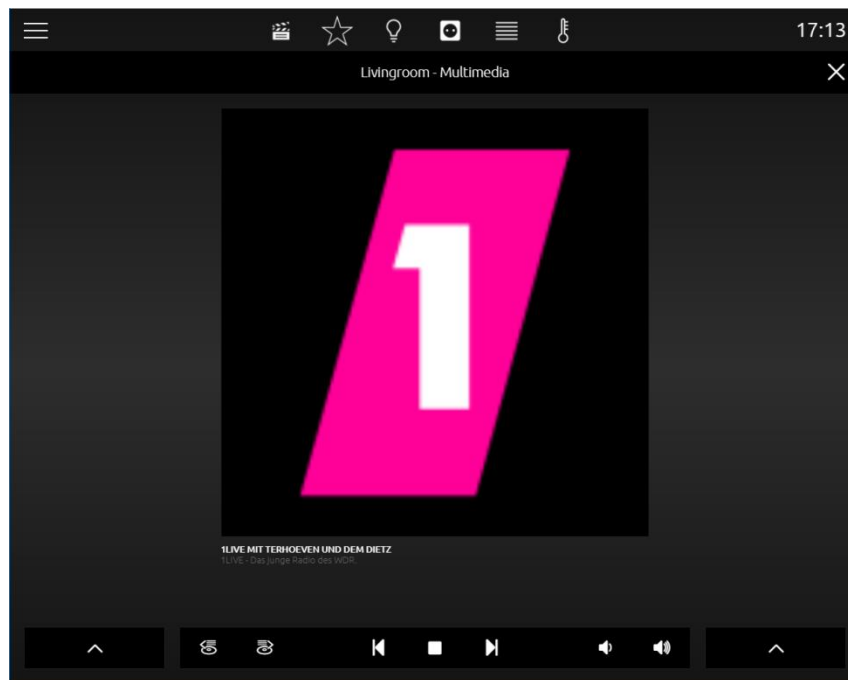 17:13
Livingroom - Multimedia
1
1LIVE MIT TERHOEVEN UND DEM DIETZ
1LIVE - Das junge Radio des WDR.